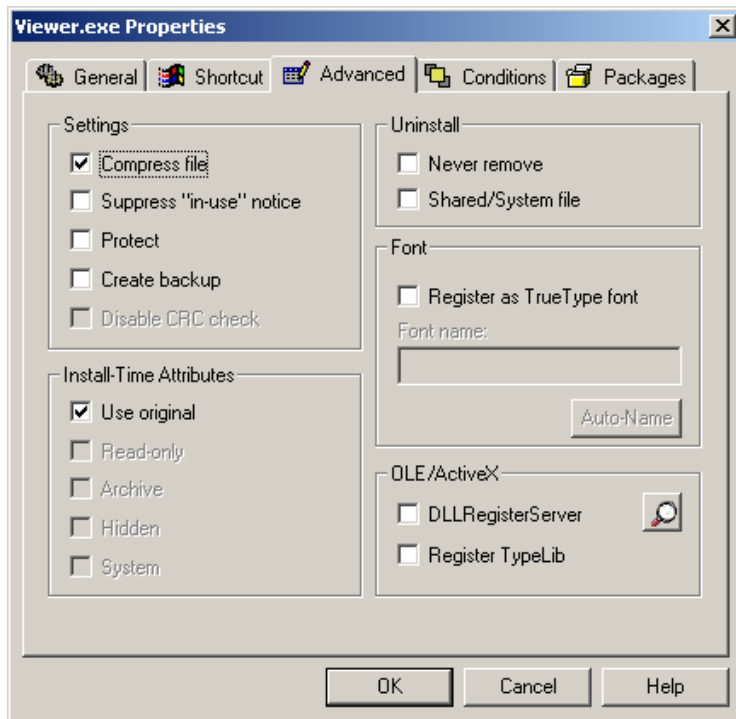 Viewer.exe Properties
General Shortcut Advanced Conditions Packages
Settings
Compress file
Suppress "in-use" notice
Protect
Create backup
Disable CRC check
Install-Time Attributes
Use original
Read-only
Archive
Hidden
System
Uninstall
Never remove
Shared/System file
Font
Register as TrueType font
Font name:
Auto-Name
OLE/ActiveX
DLLRegisterServer
Register TypeLib
OK Cancel Help